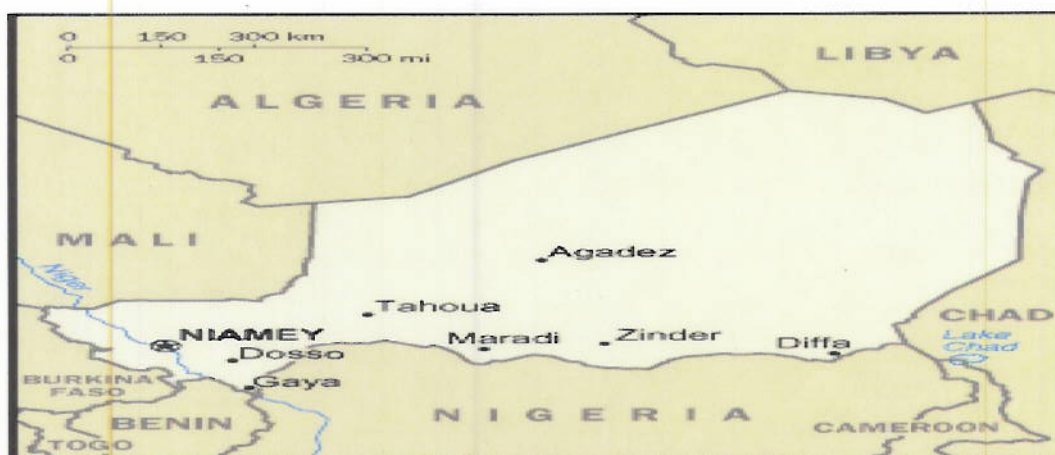 0 150 300 km
0 150 300 mi
LIBYA
ALGERIA
MALI
Niger
Agadez
Tahoua
NIAMEY
Maradi
Zinder
Diffa
CHAD
Lake
Chad
Dosso
Gaya
BURKINA
FASO
BENIN
TOGO
NIGERIA
CAMEROON